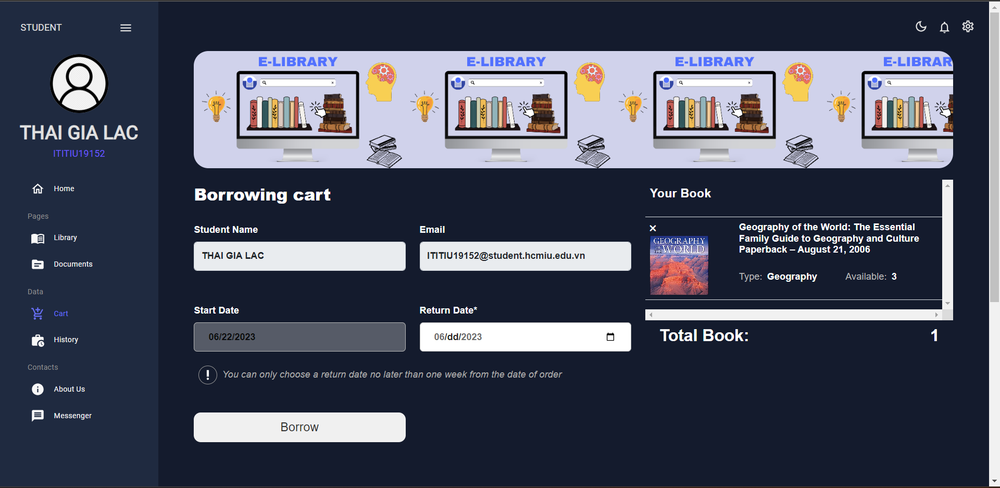 STUDENT
THAI GIA LAC
ITITIU19152
Home
Pages
Library
Documents
Data
Cart
History
Contacts
About Us
Messenger
E-LIBRARY
E-LIBRARY
E-LIBRARY
E-LIBRAR
Borrowing cart
Student Name
THAI GIA LAC
Email
ITITIU19152@student.hcmiu.edu.vn
Start Date
06/22/2023
Return Date*
06/dd/2023
You can only choose a return date no later than one week from the date of order
Borrow
Your Book
GEOGRAPHY
OF THE WORLD
Geography of the World: The Essential
Family Guide to Geography and Culture
Paperback – August 21, 2006
Type: Geography
Available: 3
Total Book: 1